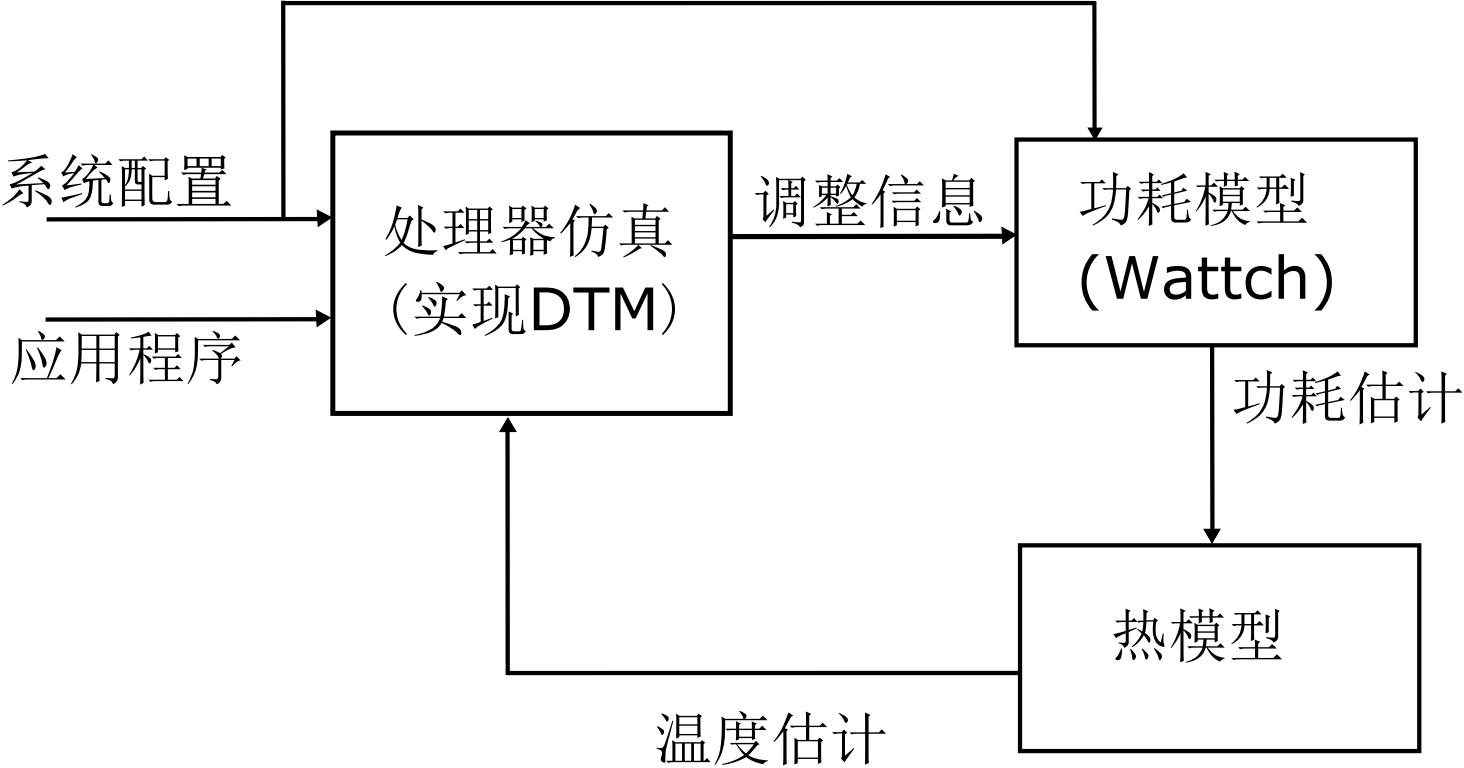 系统配置
应用程序
处理器仿真
(实现DTM)
调整信息
功耗模型
(Wattch)
功耗估计
热模型
温度估计